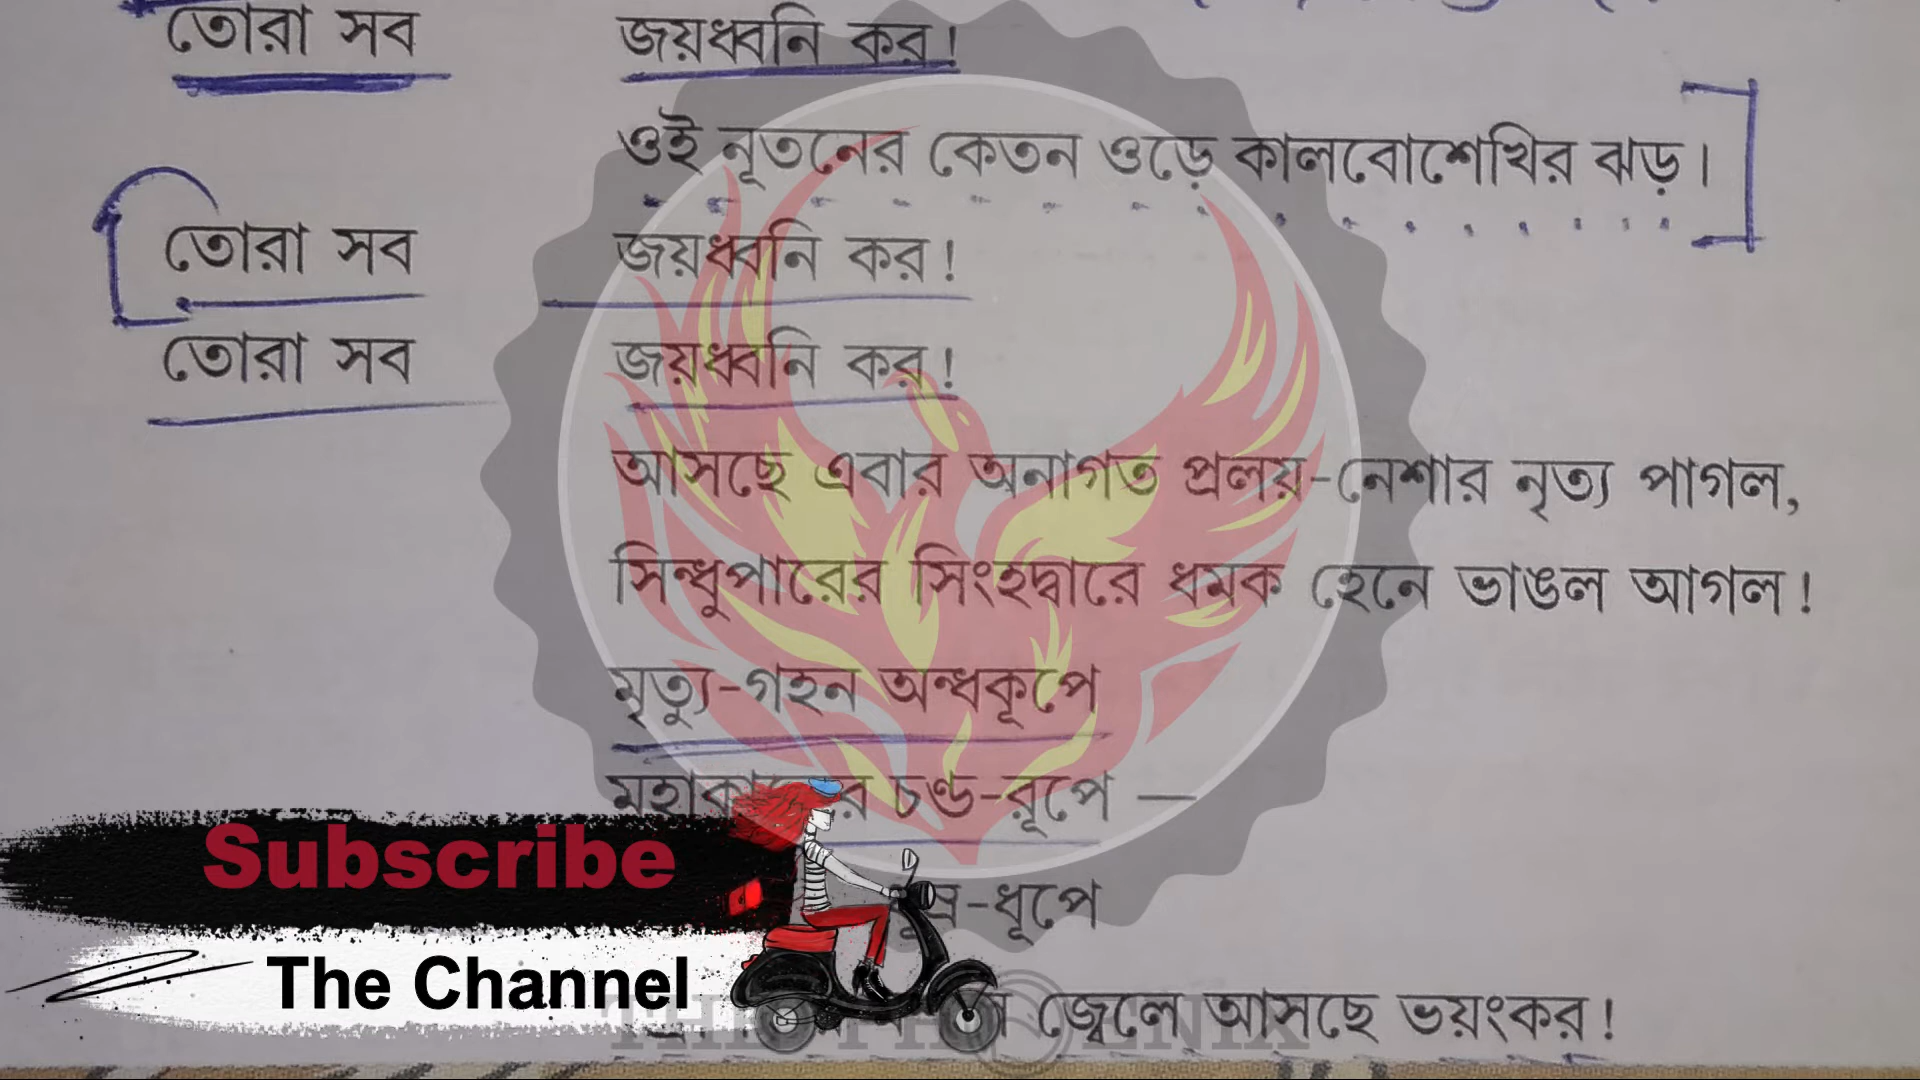 তোরা সব জয়ধ্বনি কর!
ওই নূতনের কেতন ওড়ে কালবোশেখির ঝড়।
তোরা সব জয়ধ্বনি কর!
তোরা সব জয়ধ্বনি কর!
আসছে এবার অনাগত প্রলয়-নেশার নৃত্য পাগল,
সিন্ধুপারের সিংহদ্বারে ধমক হেনে ভাঙল আগল!
মৃত্যু-গহন অন্ধকূপে
চণ্ড-রূপে —
ধূপে
জ্বেলে আসছে ভয়ংকর!
Subscribe
The Channel
THE PHOENIX